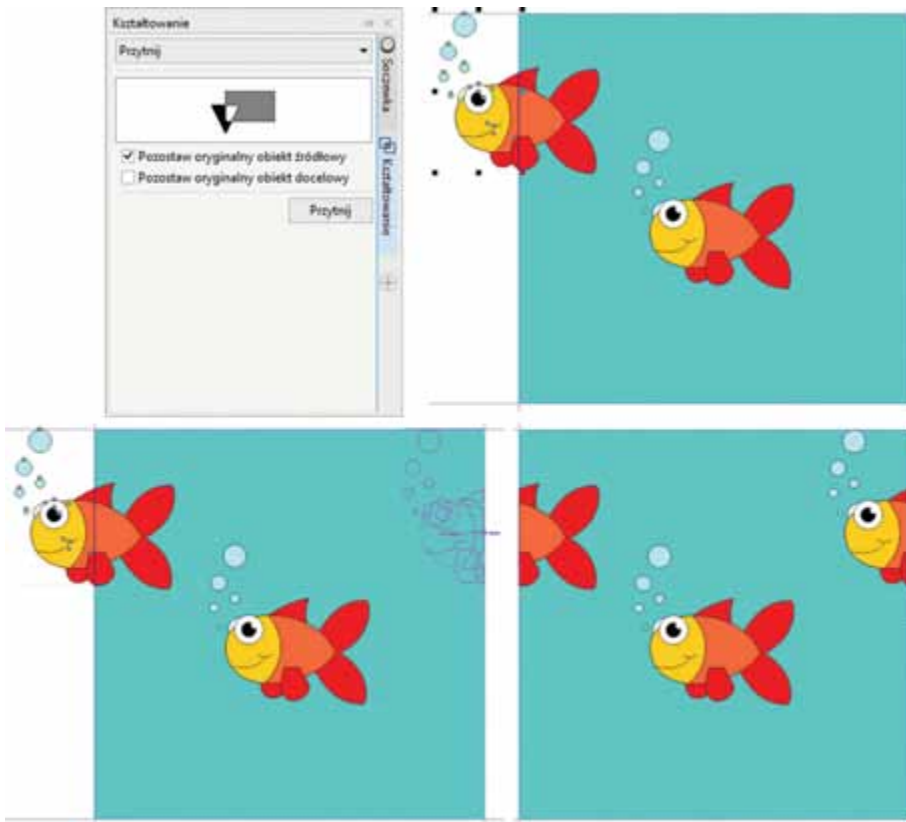 Kształtowanie
Przytnij
Pozostaw oryginalny obiekt źródłowy
Pozostaw oryginalny obiekt docelowy
Przytnij
Soczewka
Kształtowanie